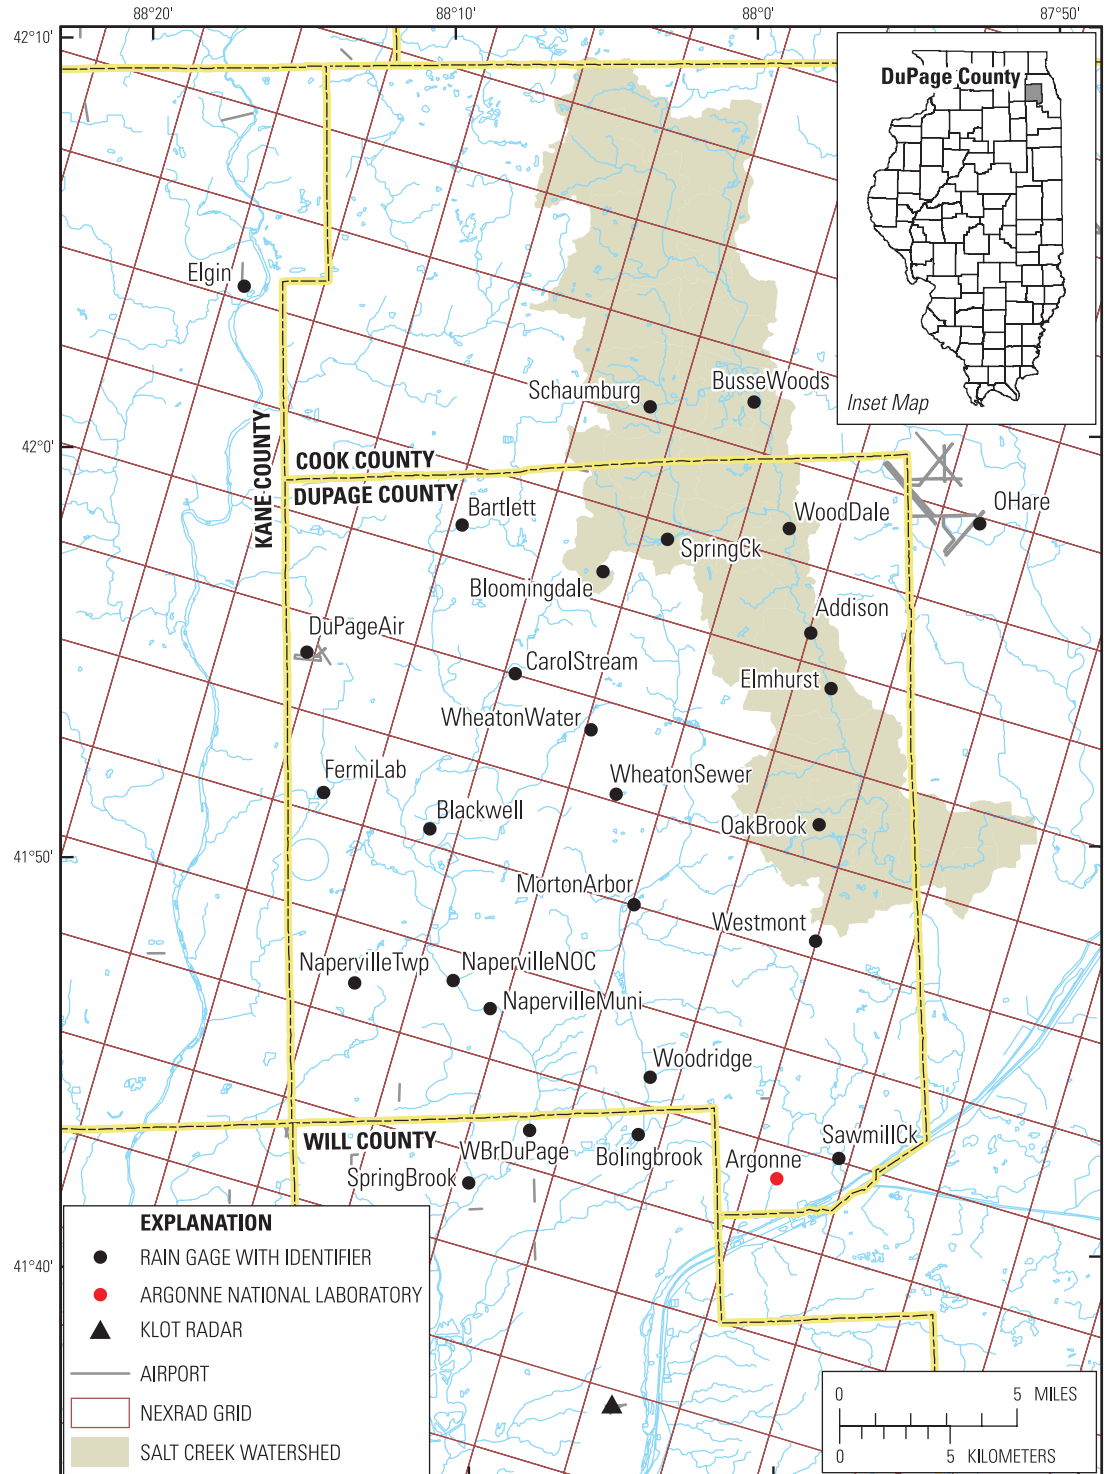 88°20'
88°10'
88°0'
87°50'
42°10'
DuPage County
Inset Map
Elgin
Schaumburg
BusseWoods
42°0'
KANE COUNTY
COOK COUNTY
DUPAGE COUNTY
Bartlett
WoodDale
OHare
SpringCk
Bloomingdale
Addison
DuPageAir
CarolStream
Elmhurst
WheatonWater
FermiLab
WheatonSewer
Blackwell
OakBrook
41°50'
MortonArbor
Westmont
NapervilleTwp
NapervilleNOC
NapervilleMuni
Woodridge
WILL COUNTY
WBrDuPage
Bolingbrook
Argonne
SawmillCk
SpringBrook
41°40'
EXPLANATION
RAIN GAGE WITH IDENTIFIER
ARGONNE NATIONAL LABORATORY
KLOT RADAR
AIRPORT
NEXRAD GRID
SALT CREEK WATERSHED
0 5 MILES
0 5 KILOMETERS